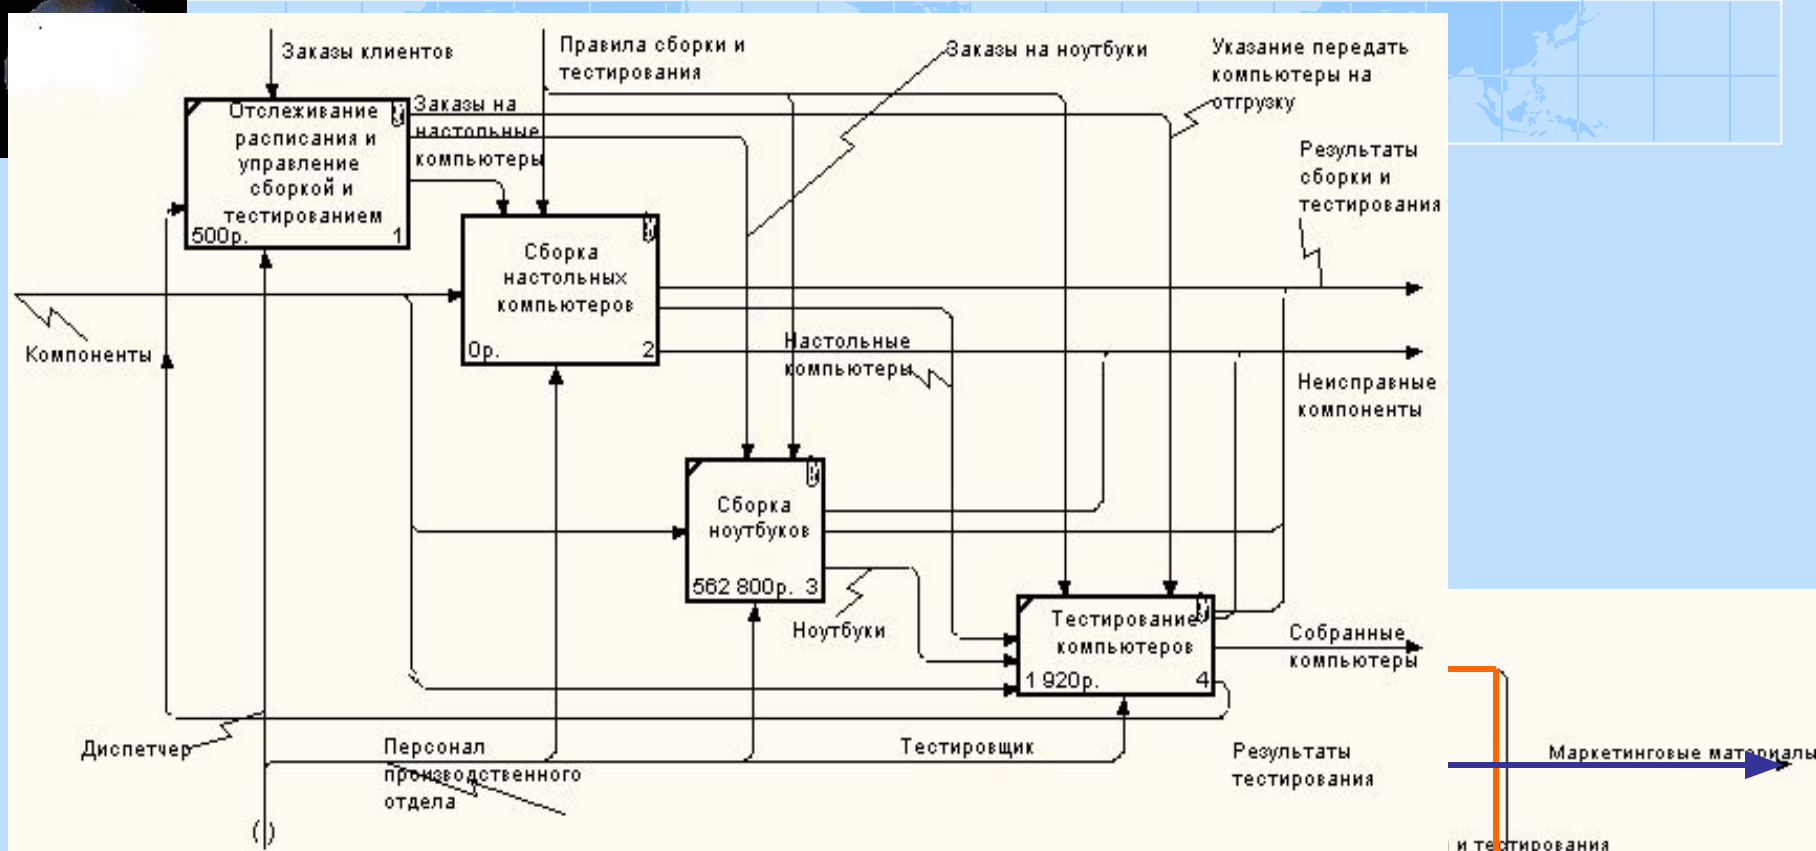 Заказы клиентов
Правила сборки и
тестирования
Заказы на ноутбуки
Указание передать
компьютеры на
отгрузку
Отслеживание
расписания и
управление
сборкой и
тестированием
500р. 1
Заказы на
настольные
компьютеры
Результаты
сборки и
тестирования
Сборка
настольных
компьютеров
0р. 2
Компоненты
Настольные
компьютеры
Неисправные
компоненты
Сборка
ноутбуков
562 800р. 3
Ноутбуки
Тестирование
компьютеров
1 920р. 4
Собранные
компьютеры
Диспетчер
Персонал
производственного
отдела
Тестировщик
Результаты
тестирования
Маркетинговые материалы
и тестирования
()